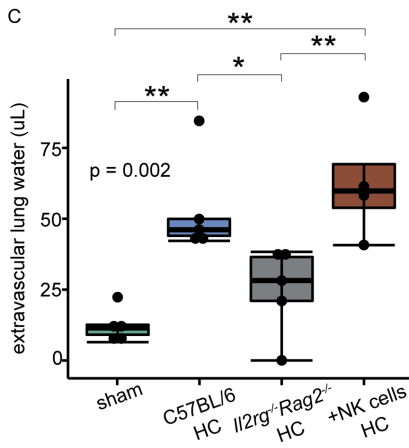 C
**
**
*
**
extravascular lung water (uL)
75
50
25
0
p = 0.002
sham
C57BL/6
HC
Il2rg-/-Rag2-/-
HC
+NK cells
HC